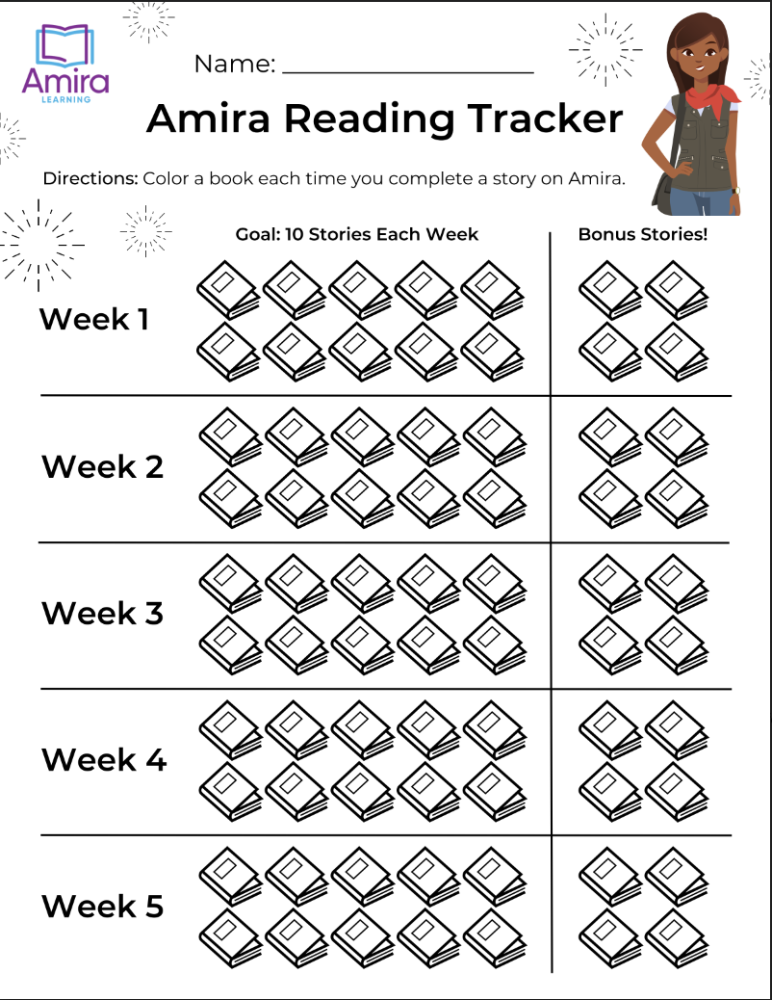 Amira
LEARNING
Name:
Amira Reading Tracker
Directions: Color a book each time you complete a story on Amira.
Goal: 10 Stories Each Week
Bonus Stories!
Week 1
Week 2
Week 3
Week 4
Week 5